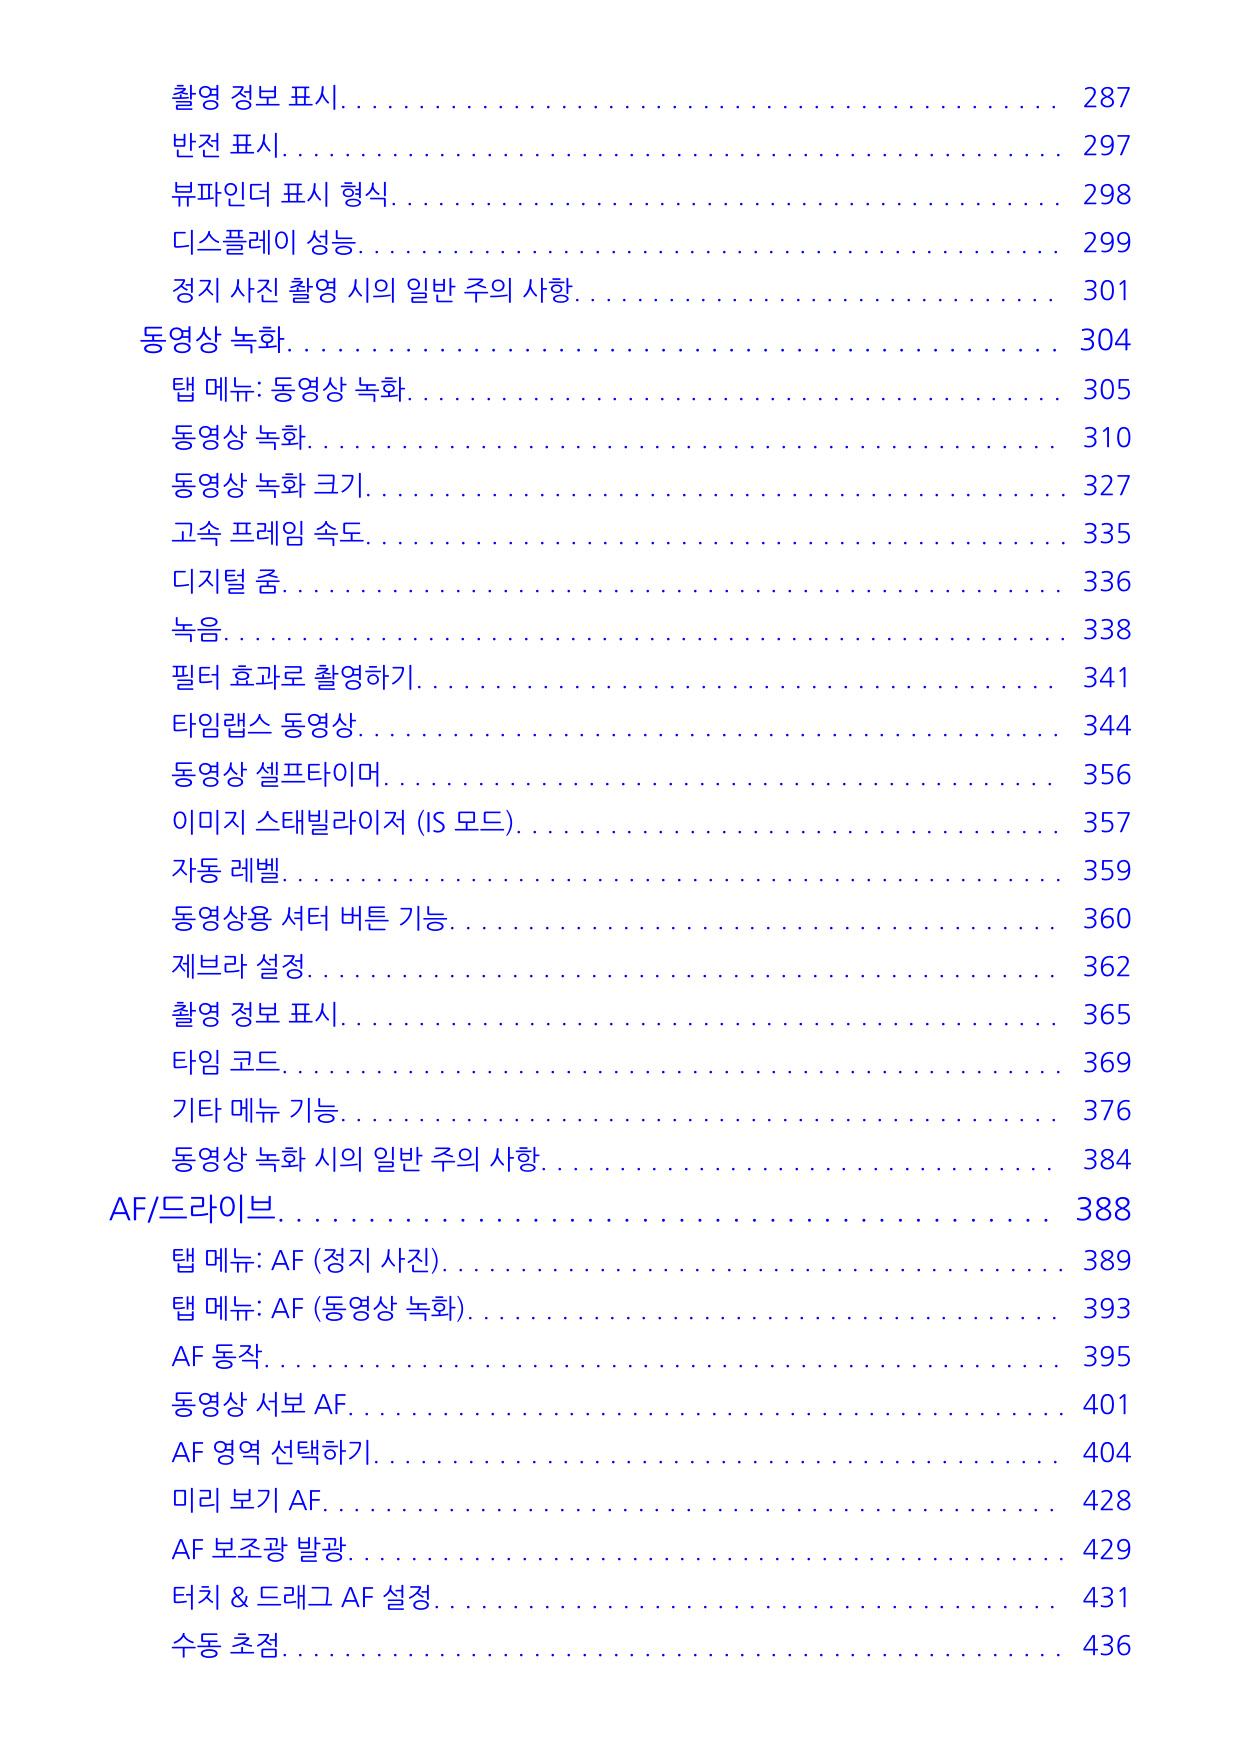 촬영 정보 표시. . . . . . . . . . . . . . . . . . . . . . . . . . . . . . . . . . . . . . . . . . . . . . 287
반전 표시. . . . . . . . . . . . . . . . . . . . . . . . . . . . . . . . . . . . . . . . . . . . . . . . . . 297
뷰파인더 표시 형식. . . . . . . . . . . . . . . . . . . . . . . . . . . . . . . . . . . . . . . . . . . 298
디스플레이 성능. . . . . . . . . . . . . . . . . . . . . . . . . . . . . . . . . . . . . . . . . . . . . 299
정지 사진 촬영 시의 일반 주의 사항. . . . . . . . . . . . . . . . . . . . . . . . . . . . . . . 301
동영상 녹화. . . . . . . . . . . . . . . . . . . . . . . . . . . . . . . . . . . . . . . . . . . . . 304
탭 메뉴: 동영상 녹화. . . . . . . . . . . . . . . . . . . . . . . . . . . . . . . . . . . . . . . . . . 305
동영상 녹화. . . . . . . . . . . . . . . . . . . . . . . . . . . . . . . . . . . . . . . . . . . . . . . . 310
동영상 녹화 크기. . . . . . . . . . . . . . . . . . . . . . . . . . . . . . . . . . . . . . . . . . . . . 327
고속 프레임 속도. . . . . . . . . . . . . . . . . . . . . . . . . . . . . . . . . . . . . . . . . . . . . 335
디지털 줌. . . . . . . . . . . . . . . . . . . . . . . . . . . . . . . . . . . . . . . . . . . . . . . . . . 336
녹음. . . . . . . . . . . . . . . . . . . . . . . . . . . . . . . . . . . . . . . . . . . . . . . . . . . . . . 338
필터 효과로 촬영하기. . . . . . . . . . . . . . . . . . . . . . . . . . . . . . . . . . . . . . . . . 341
타임랩스 동영상. . . . . . . . . . . . . . . . . . . . . . . . . . . . . . . . . . . . . . . . . . . . . 344
동영상 셀프타이머. . . . . . . . . . . . . . . . . . . . . . . . . . . . . . . . . . . . . . . . . . . 356
이미지 스태빌라이저 (IS 모드). . . . . . . . . . . . . . . . . . . . . . . . . . . . . . . . . . . 357
자동 레벨. . . . . . . . . . . . . . . . . . . . . . . . . . . . . . . . . . . . . . . . . . . . . . . . . . 359
동영상용 셔터 버튼 기능. . . . . . . . . . . . . . . . . . . . . . . . . . . . . . . . . . . . . . . 360
제브라 설정. . . . . . . . . . . . . . . . . . . . . . . . . . . . . . . . . . . . . . . . . . . . . . . . 362
촬영 정보 표시. . . . . . . . . . . . . . . . . . . . . . . . . . . . . . . . . . . . . . . . . . . . . . 365
타임 코드. . . . . . . . . . . . . . . . . . . . . . . . . . . . . . . . . . . . . . . . . . . . . . . . . . 369
기타 메뉴 기능. . . . . . . . . . . . . . . . . . . . . . . . . . . . . . . . . . . . . . . . . . . . . . 376
동영상 녹화 시의 일반 주의 사항. . . . . . . . . . . . . . . . . . . . . . . . . . . . . . . . . 384
AF/드라이브. . . . . . . . . . . . . . . . . . . . . . . . . . . . . . . . . . . . . . . . . 388
탭 메뉴: AF (정지 사진). . . . . . . . . . . . . . . . . . . . . . . . . . . . . . . . . . . . . . . . 389
탭 메뉴: AF (동영상 녹화). . . . . . . . . . . . . . . . . . . . . . . . . . . . . . . . . . . . . . 393
AF 동작. . . . . . . . . . . . . . . . . . . . . . . . . . . . . . . . . . . . . . . . . . . . . . . . . . . 395
동영상 서보 AF. . . . . . . . . . . . . . . . . . . . . . . . . . . . . . . . . . . . . . . . . . . . . . 401
AF 영역 선택하기. . . . . . . . . . . . . . . . . . . . . . . . . . . . . . . . . . . . . . . . . . . . 404
미리 보기 AF. . . . . . . . . . . . . . . . . . . . . . . . . . . . . . . . . . . . . . . . . . . . . . . 428
AF 보조광 발광. . . . . . . . . . . . . . . . . . . . . . . . . . . . . . . . . . . . . . . . . . . . . . 429
터치 & 드래그 AF 설정. . . . . . . . . . . . . . . . . . . . . . . . . . . . . . . . . . . . . . . . 431
수동 초점. . . . . . . . . . . . . . . . . . . . . . . . . . . . . . . . . . . . . . . . . . . . . . . . . . 436